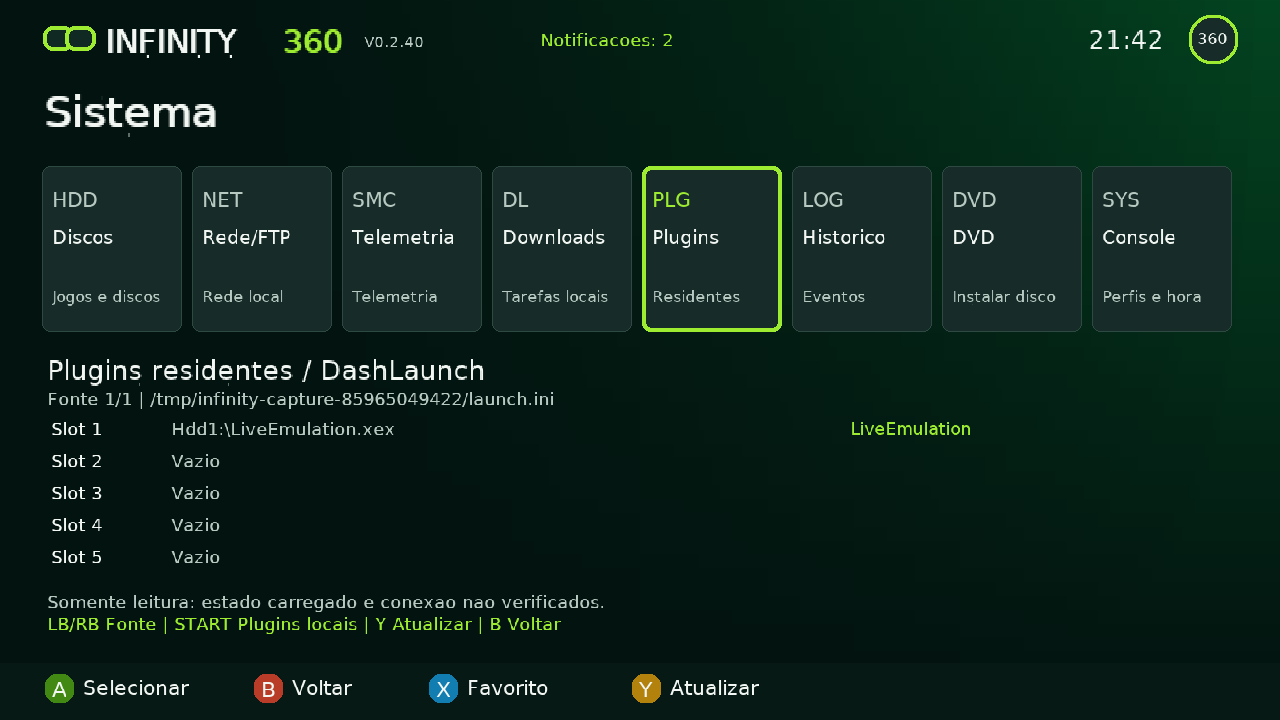 INFINITY 360 V0.2.40 Notificacoes: 2 21:42 360
Sistema
HDD NET SMC DL PLG LOG DVD SYS
Discos Rede/FTP Telemetria Downloads Plugins Historico DVD Console
Jogos e discos Rede local Telemetria Tarefas locais Residentes Eventos Instalar disco Perfis e hora
Plugins residentes / DashLaunch
Fonte 1/1 | /tmp/infinity-capture-85965049422/launch.ini
Slot 1 Hdd1:\LiveEmulation.xex LiveEmulation
Slot 2 Vazio
Slot 3 Vazio
Slot 4 Vazio
Slot 5 Vazio
Somente leitura: estado carregado e conexao nao verificados.
LB/RB Fonte | START Plugins locais | Y Atualizar | B Voltar
A Selecionar B Voltar X Favorito Y Atualizar